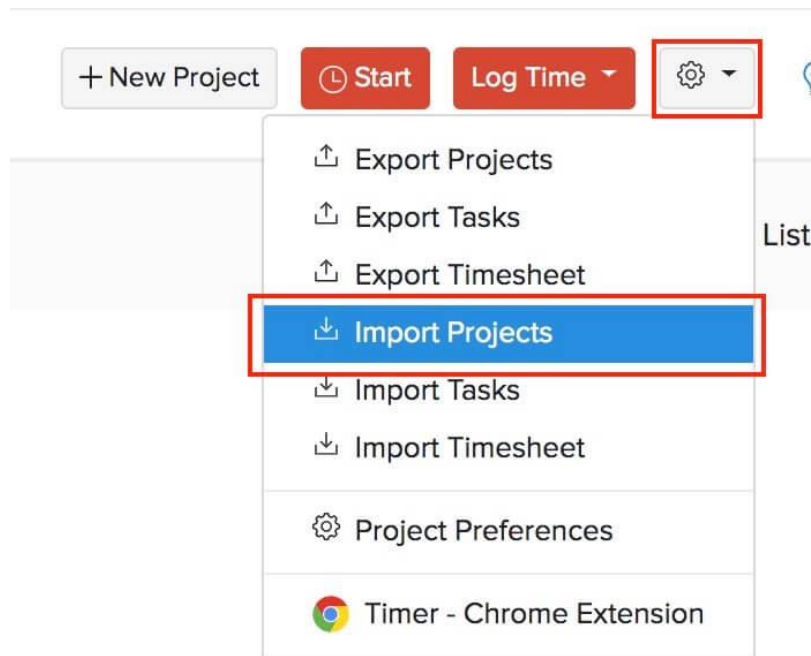 + New Project Start Log Time
Export Projects
Export Tasks
List
Export Timesheet
Import Projects
Import Tasks
Import Timesheet
Project Preferences
Timer - Chrome Extension